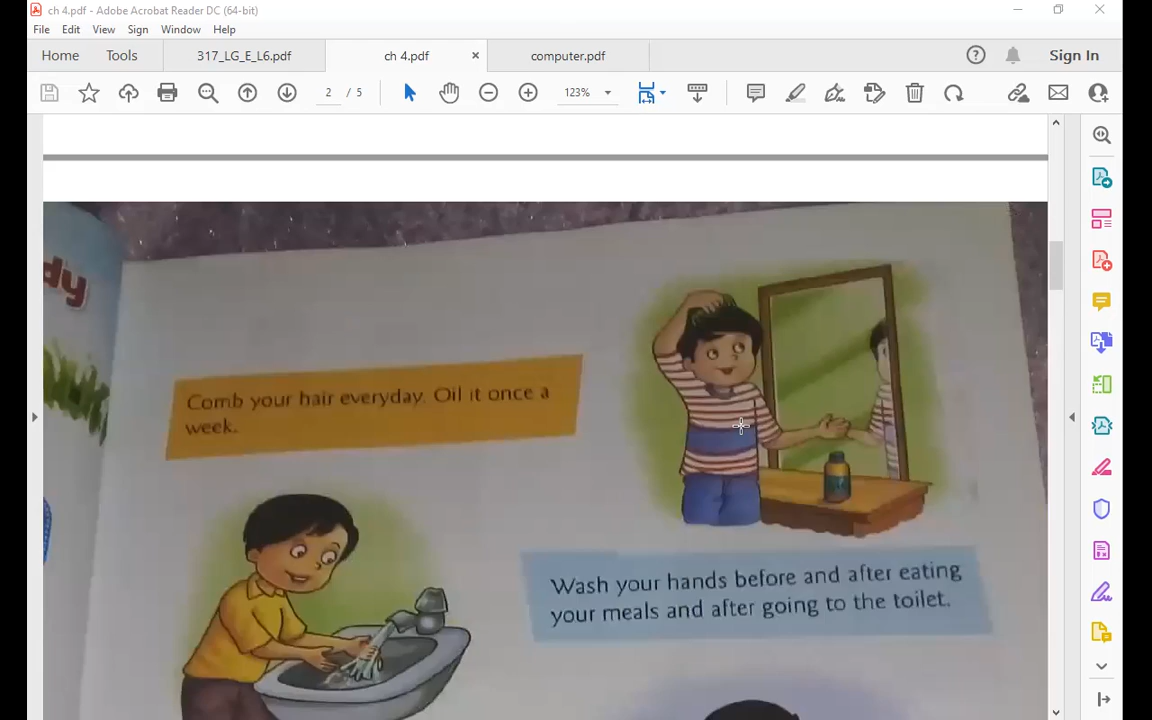 ch 4.pdf - Adobe Acrobat Reader DC (64-bit)
File Edit View Sign Window Help
Home Tools 317_LG_E_L6.pdf ch 4.pdf computer.pdf Sign In
2 / 5 123%
dy
Comb your hair everyday. Oil it once a
week.
Wash your hands before and after eating
your meals and after going to the toilet.